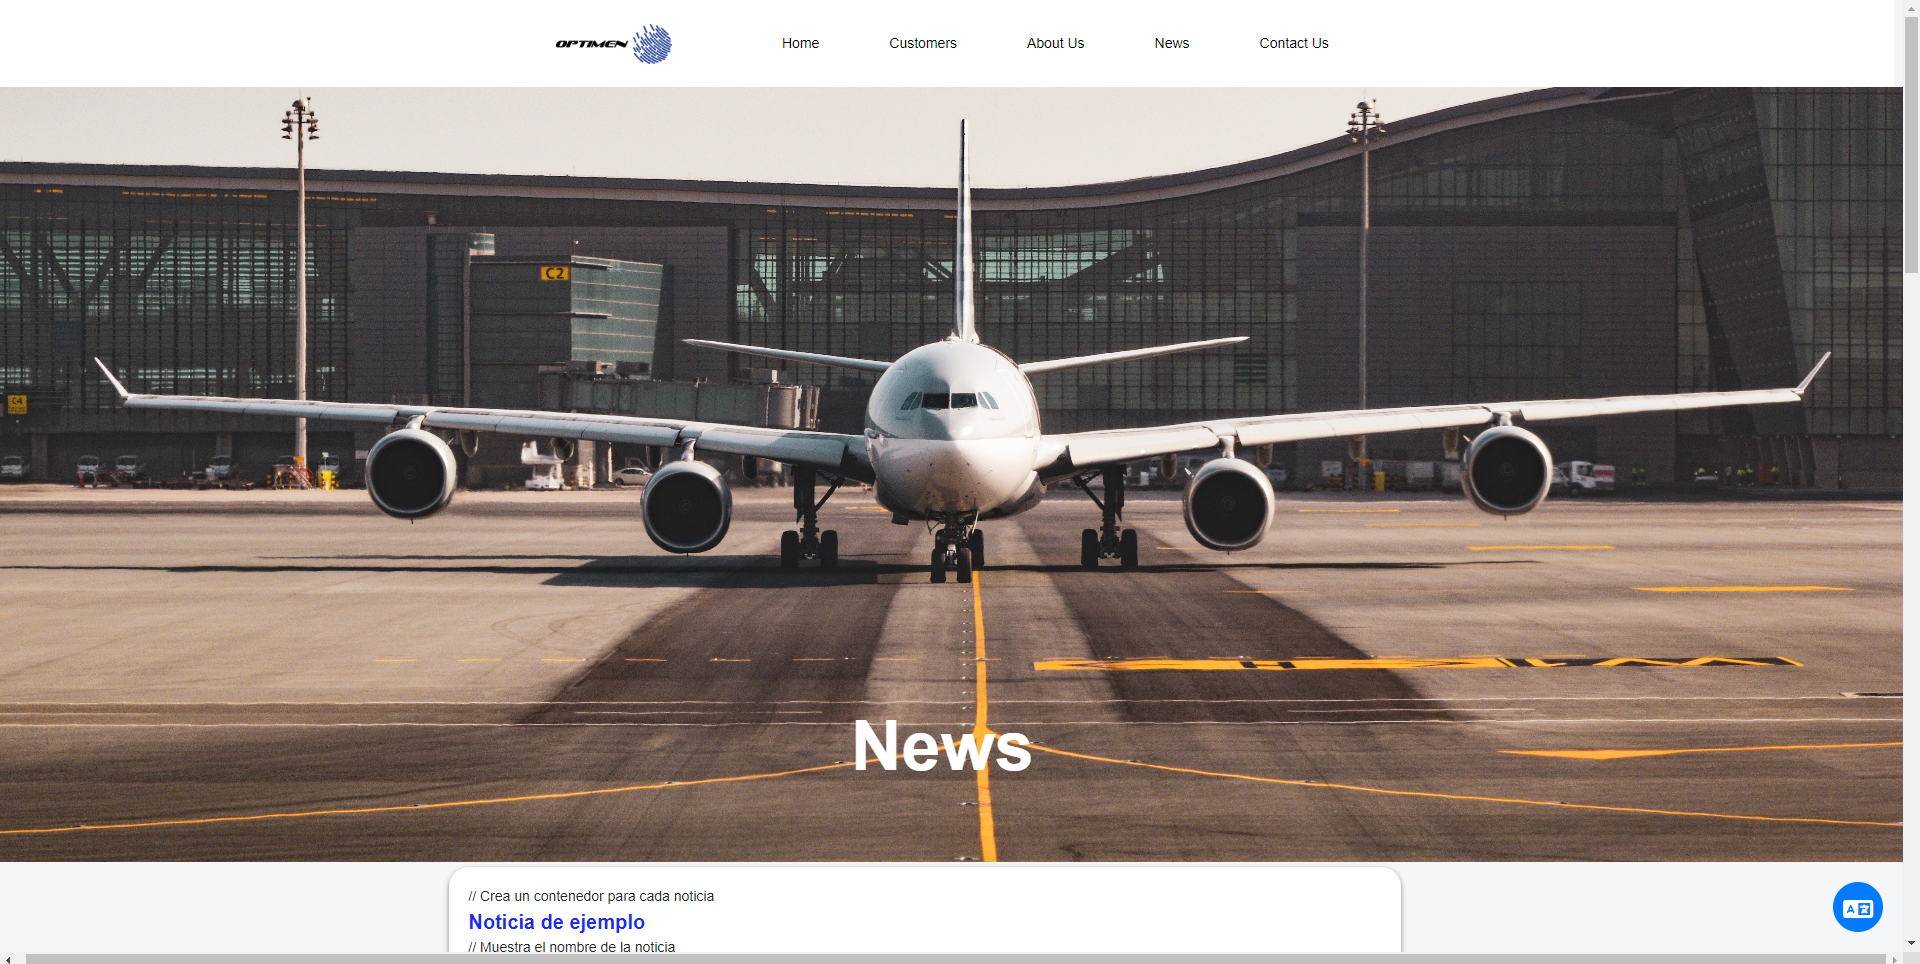 OPTIMEN
Home
Customers
About Us
News
Contact Us
C2
C4
News
// Crea un contenedor para cada noticia
Noticia de ejemplo
// Muestra el nombre de la noticia
A